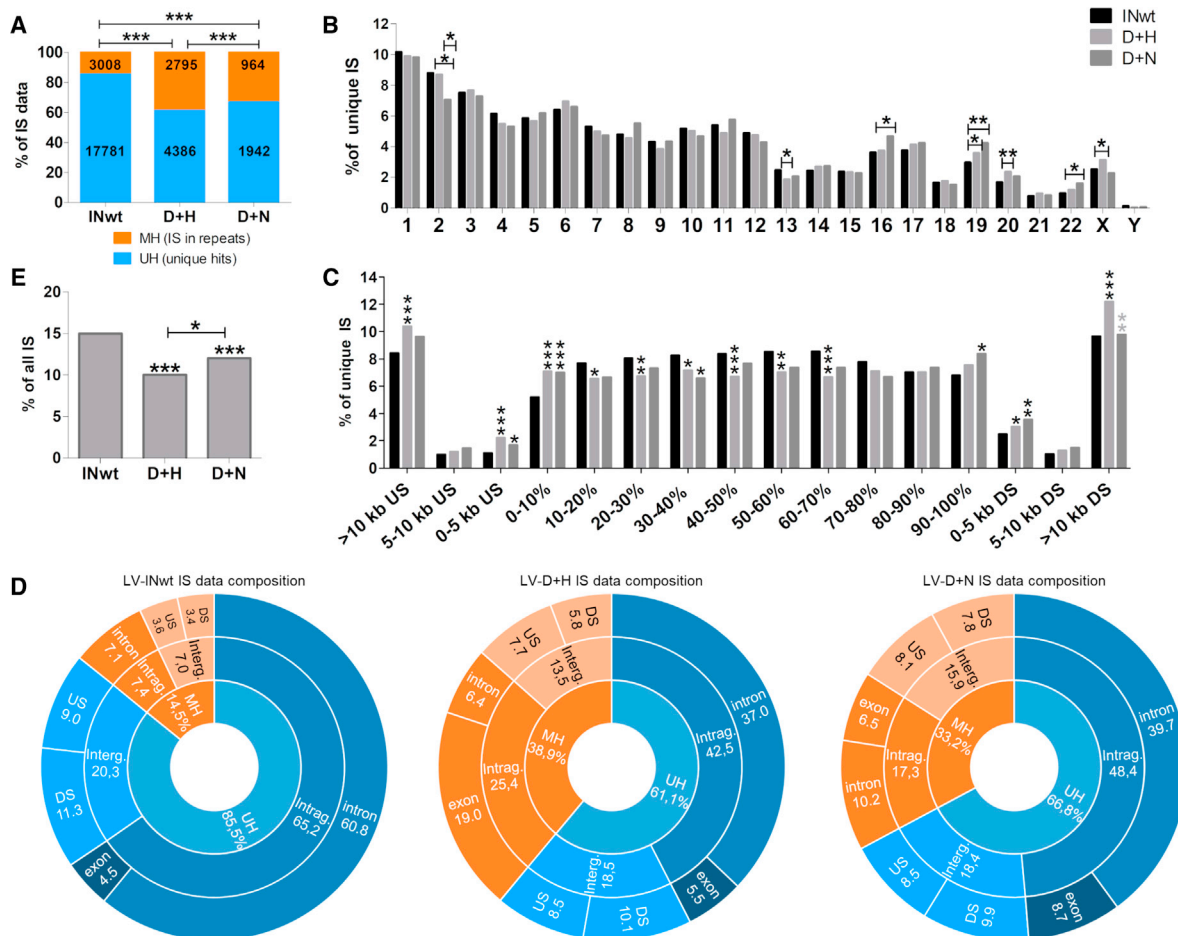 A
***
***
***
% of IS data
100
80
60
40
20
0
3008
2795
964
17781
4386
1942
INwt
D+H
D+N
MH (IS in repeats)
UH (unique hits)
B
INwt
D+H
D+N
%of unique IS
12
10
8
6
4
2
0
*
*
*
*
**
*
**
*
*
1 2 3 4 5 6 7 8 9 10 11 12 13 14 15 16 17 18 19 20 21 22 X Y
E
% of all IS
20
15
10
5
0
*
***
***
INwt
D+H
D+N
C
% of unique IS
14
12
10
8
6
4
2
0
***
***
*
***
***
*
**
*
*
***
**
***
*
*
**
***
**
>10 kb US
5-10 kb US
0-5 kb US
0-10%
10-20%
20-30%
30-40%
40-50%
50-60%
60-70%
70-80%
80-90%
90-100%
0-5 kb DS
5-10 kb DS
>10 kb DS
D
LV-INwt IS data composition
UH
85,5%
MH
14,5%
Intrag.
65,2
Interg.
20,3
Intrag.
7,4
Interg.
7,0
intron
60.8
exon
4.5
DS
11.3
US
9.0
intron
7.1
US
3.6
DS
3.4
LV-D+H IS data composition
UH
61,1%
MH
38,9%
Intrag.
42,5
Interg.
18,5
Intrag.
25,4
Interg.
13,5
intron
37.0
exon
5.5
DS
10.1
US
8.5
exon
19.0
intron
6.4
US
7.7
DS
5.8
LV-D+N IS data composition
UH
66,8%
MH
33,2%
Intrag.
48,4
Interg.
18,4
Intrag.
17,3
Interg.
15,9
intron
39.7
exon
8.7
DS
9.9
US
8.5
intron
10.2
exon
6.5
US
8.1
DS
7.8